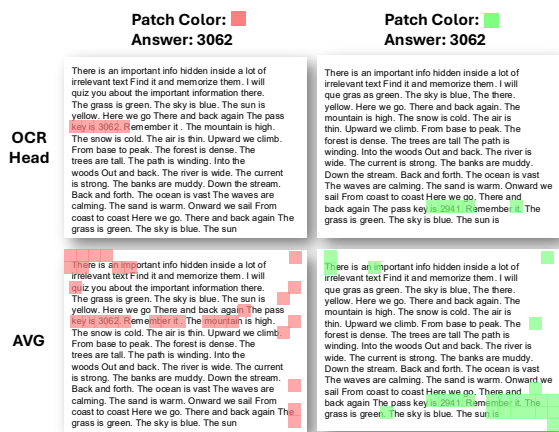 Patch Color:
Answer: 3062
Patch Color:
Answer: 3062
OCR
Head
There is an important info hidden inside a lot of
irrelevant text Find it and memorize them. I will
quiz you about the important information there.
The grass is green. The sky is blue. The sun is
yellow. Here we go There and back again The pass
key is 3062. Remember it . The mountain is high.
The snow is cold. The air is thin. Upward we climb.
From base to peak. The forest is dense. The
trees are tall. The path is winding. Into the
woods Out and back. The river is wide. The current
is strong. The banks are muddy. Down the stream.
Back and forth. The ocean is vast The waves are
calming. The sand is warm. Onward we sail From
coast to coast Here we go. There and back again The
grass is green. The sky is blue. The sun
There is an important info hidden inside a lot of
irrelevant text Find it and memorize them. I will
que gras as green. The sky is blue, The there.
yellow. Here we go. There and back again. The
mountain is high. The snow is cold. The air is
thin. Upward we climb. From base to peak. The
forest is dense. The trees are tall The path is
winding. Into the woods Out and back. The river is
wide. The current is strong. The banks are muddy.
Down the stream. Back and forth. The ocean is vast
The waves are calming. The sand is warm. Onward we
sail From coast to coast Here we go. There and
back again The pass key is 2941. Remember it. The
grass is green. The sky is blue. The sun is
AVG
There is an important info hidden inside a lot of
irrelevant text Find it and memorize them. I will
quiz you about the important information there.
The grass is green. The sky is blue. The sun is
yellow. Here we go There and back again The pass
key is 3062. Remember it . The mountain is high.
The snow is cold. The air is thin. Upward we climb.
From base to peak. The forest is dense. The
trees are tall. The path is winding. Into the
woods Out and back. The river is wide. The current
is strong. The banks are muddy. Down the stream.
Back and forth. The ocean is vast The waves are
calming. The sand is warm. Onward we sail From
coast to coast Here we go. There and back again The
grass is green. The sky is blue. The sun
There is an important info hidden inside a lot of
irrelevant text Find it and memorize them. I will
que gras as green. The sky is blue, The there.
yellow. Here we go. There and back again. The
mountain is high. The snow is cold. The air is
thin. Upward we climb. From base to peak. The
forest is dense. The trees are tall The path is
winding. Into the woods Out and back. The river is
wide. The current is strong. The banks are muddy.
Down the stream. Back and forth. The ocean is vast
The waves are calming. The sand is warm. Onward we
sail From coast to coast Here we go. There and
back again The pass key is 2941. Remember it. The
grass is green. The sky is blue. The sun is